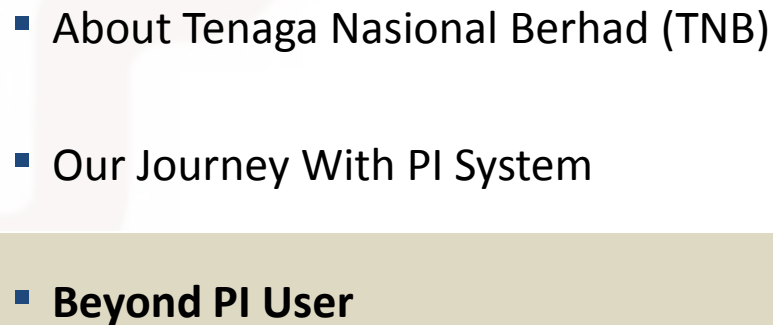 ▪ About Tenaga Nasional Berhad (TNB)
▪ Our Journey With PI System
▪ Beyond PI User